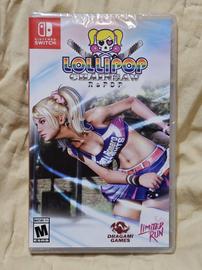 NINTENDO
SWITCH
LOLLIPOP
CHAINSAW
RePOP
M
DRAGAMI
GAMES
LIMITED
RUN